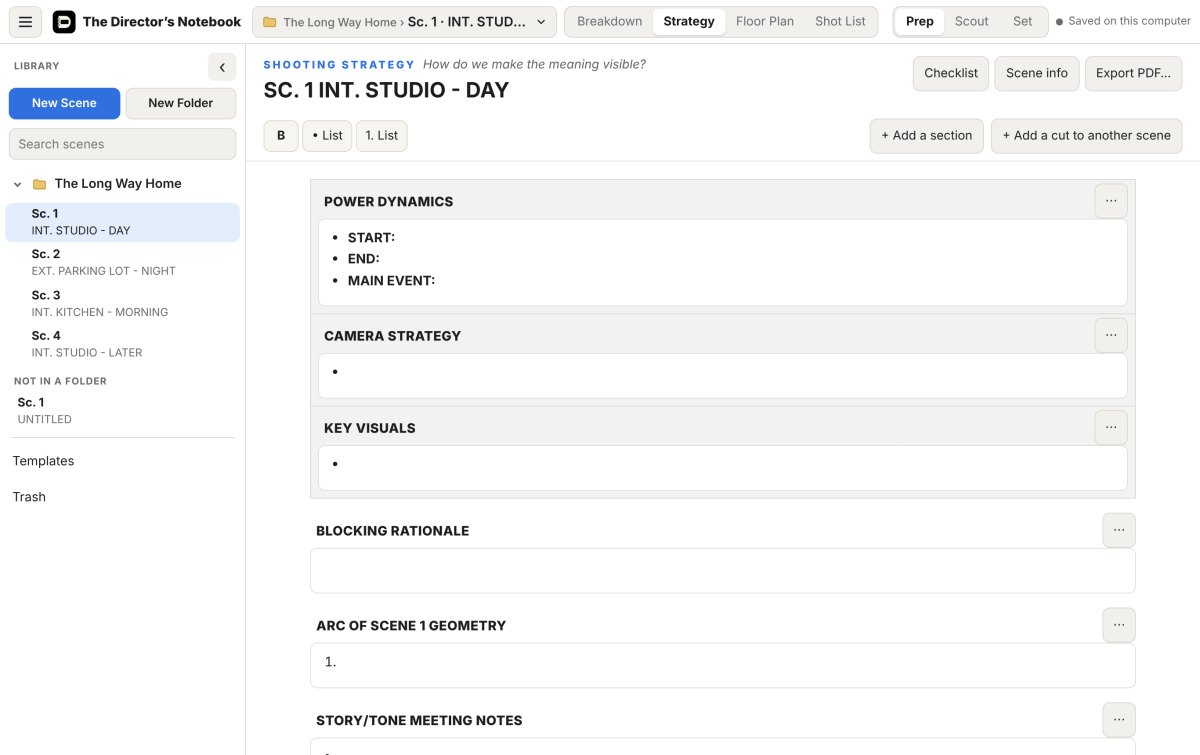 The Director's Notebook
The Long Way Home › Sc. 1 · INT. STUD...
Breakdown
Strategy
Floor Plan
Shot List
Prep
Scout
Set
Saved on this computer
LIBRARY
New Scene
New Folder
Search scenes
The Long Way Home
Sc. 1
INT. STUDIO - DAY
Sc. 2
EXT. PARKING LOT - NIGHT
Sc. 3
INT. KITCHEN - MORNING
Sc. 4
INT. STUDIO - LATER
NOT IN A FOLDER
Sc. 1
UNTITLED
Templates
Trash
SHOOTING STRATEGY How do we make the meaning visible?
SC. 1 INT. STUDIO - DAY
Checklist
Scene info
Export PDF...
B
• List
1. List
+ Add a section
+ Add a cut to another scene
POWER DYNAMICS
...
• START:
• END:
• MAIN EVENT:
CAMERA STRATEGY
...
•
KEY VISUALS
...
•
BLOCKING RATIONALE
...
ARC OF SCENE 1 GEOMETRY
...
1.
STORY/TONE MEETING NOTES
...